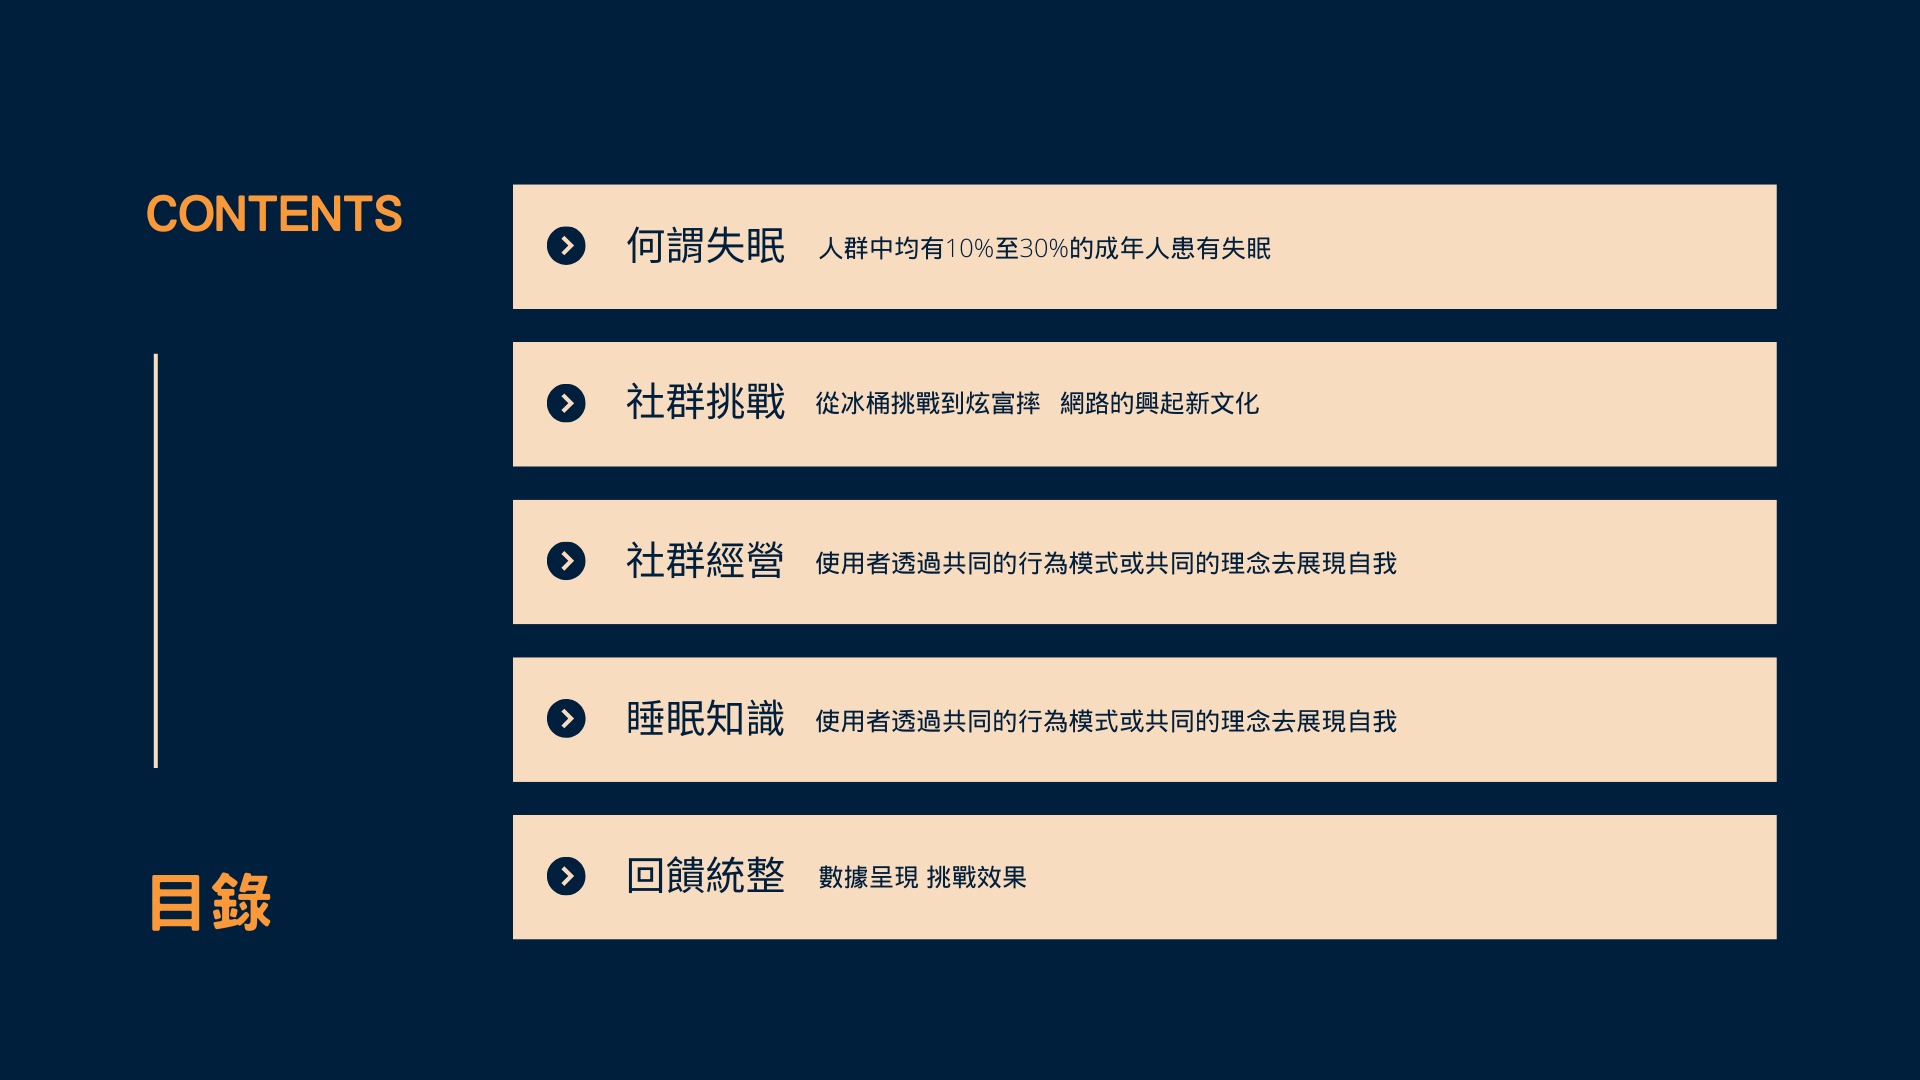 CONTENTS
何謂失眠 人群中均有10%至30%的成年人患有失眠
社群挑戰 從冰桶挑戰到炫富摔 網路的興起新文化
社群經營 使用者透過共同的行為模式或共同的理念去展現自我
睡眠知識 使用者透過共同的行為模式或共同的理念去展現自我
回饋統整 數據呈現 挑戰效果
目錄